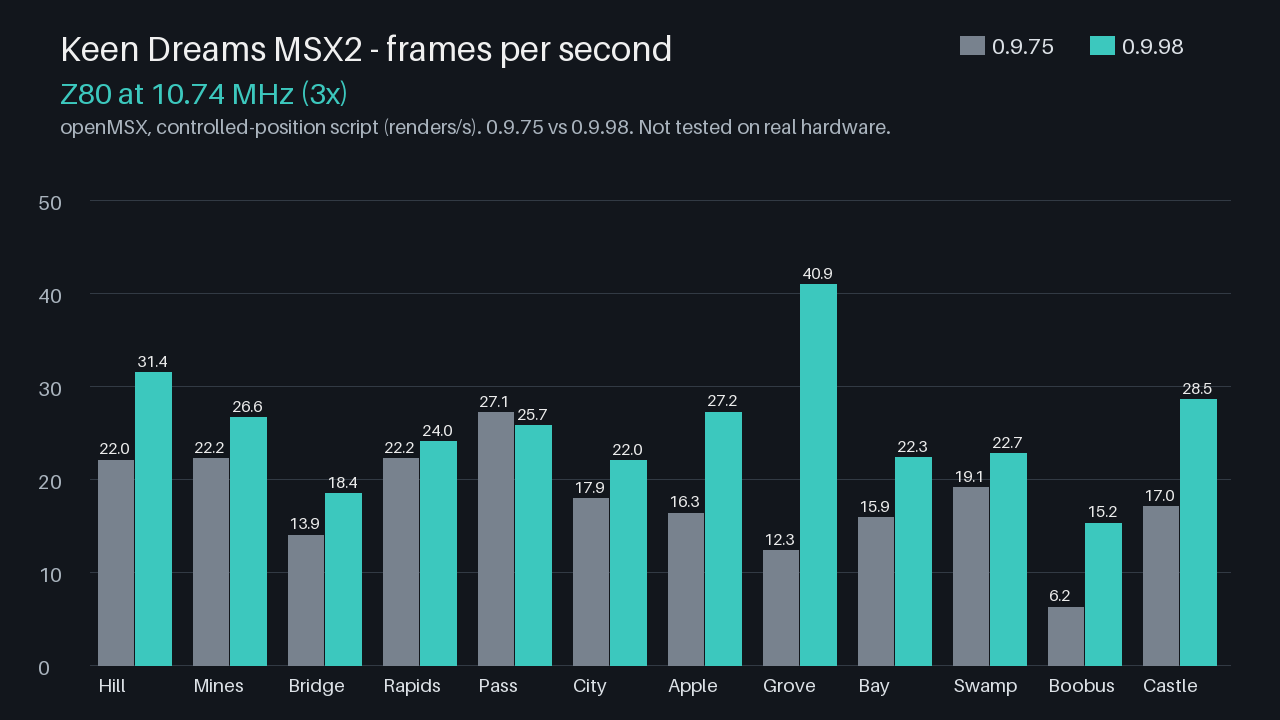 Keen Dreams MSX2 - frames per second
0.9.75
0.9.98
Z80 at 10.74 MHz (3x)
openMSX, controlled-position script (renders/s). 0.9.75 vs 0.9.98. Not tested on real hardware.
50
40
30
20
10
0
22.0
31.4
22.2
26.6
13.9
18.4
22.2
24.0
27.1
25.7
17.9
22.0
16.3
27.2
12.3
40.9
15.9
22.3
19.1
22.7
6.2
15.2
17.0
28.5
Hill
Mines
Bridge
Rapids
Pass
City
Apple
Grove
Bay
Swamp
Boobus
Castle